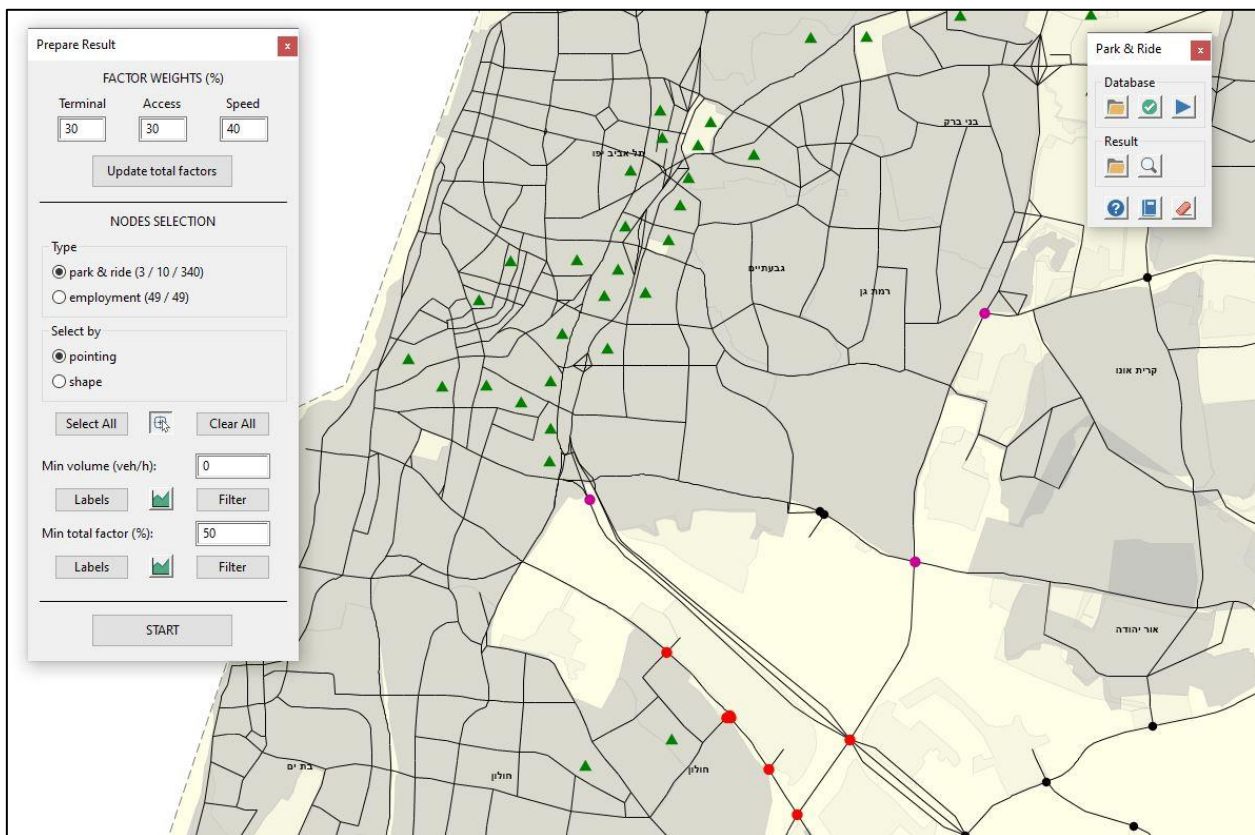 Prepare Result
x
FACTOR WEIGHTS (%)
Terminal Access Speed
30 30 40
Update total factors
NODES SELECTION
Type
park & ride (3 / 10 / 340)
employment (49 / 49)
Select by
pointing
shape
Select All Clear All
Min volume (veh/h): 0
Labels Filter
Min total factor (%): 50
Labels Filter
START
Park & Ride
x
Database
Result
?
בני ברק
תל אביב יפו
גבעתיים
רמת גן
קרית אונו
אור יהודה
בת ים
חולון
חולון